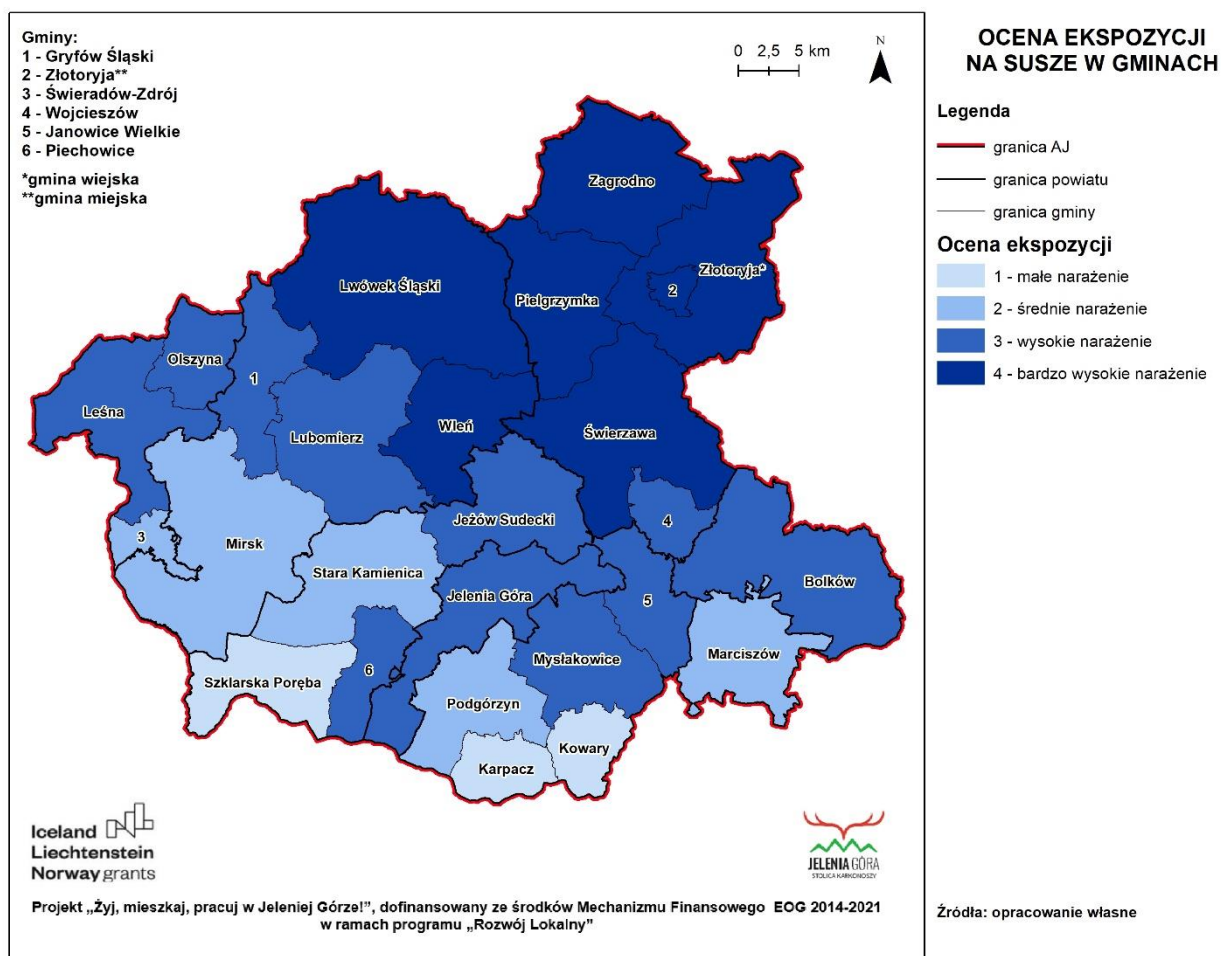 Gminy:
1 - Gryfów Śląski
2 - Złotoryja**
3 - Świeradów-Zdrój
4 - Wojcieszów
5 - Janowice Wielkie
6 - Piechowice
*gmina wiejska
**gmina miejska
0 2,5 5 km
N
OCENA EKSPOZYCJI
NA SUSZE W GMINACH
Legenda
granica AJ
granica powiatu
granica gminy
Ocena ekspozycji
1 - małe narażenie
2 - średnie narażenie
3 - wysokie narażenie
4 - bardzo wysokie narażenie
Zagrodno
Złotoryja*
2
Lwówek Śląski
Pielgrzymka
Olszyna
1
Leśna
Lubomierz
Wleń
Świerzawa
Jeżów Sudecki
4
3
Mirsk
Stara Kamienica
Bolków
Jelenia Góra
5
Marciszów
Mysłakowice
6
Szklarska Poręba
Podgórzyn
Kowary
Karpacz
Iceland
Liechtenstein
Norway grants
JELENIA GÓRA
STOLICA KARKONOSZY
Projekt „Żyj, mieszkaj, pracuj w Jeleniej Górze!”, dofinansowany ze środków Mechanizmu Finansowego EOG 2014-2021
w ramach programu „Rozwój Lokalny”
Źródła: opracowanie własne